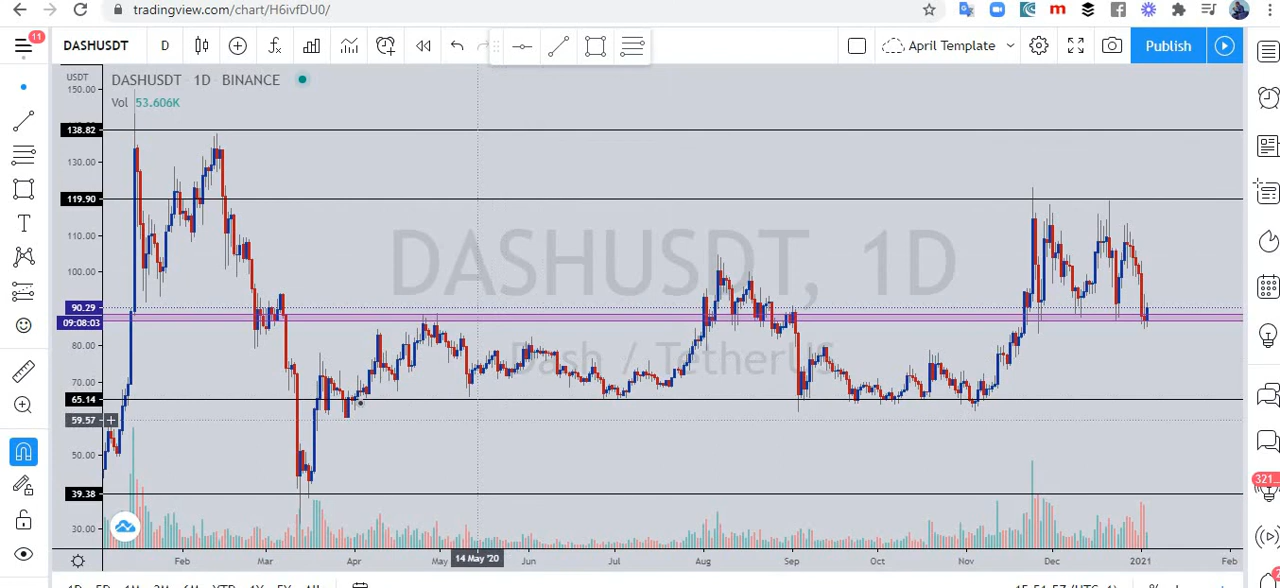 tradingview.com/chart/H6ivfDU0/
11
DASHUSDT D
April Template
Publish
USDT
DASHUSDT 1D BINANCE
150.00
Vol 53.606K
138.82
130.00
119.90
110.00
DASHUSDT, 1D
100.00
90.29
09:08:03
80.00
Dash / TetherUS
70.00
65.14
59.57
50.00
39.38
30.00
321
Feb Mar Apr May 14 May '20 Jun Jul Aug Sep Oct Nov Dec 2021 Feb